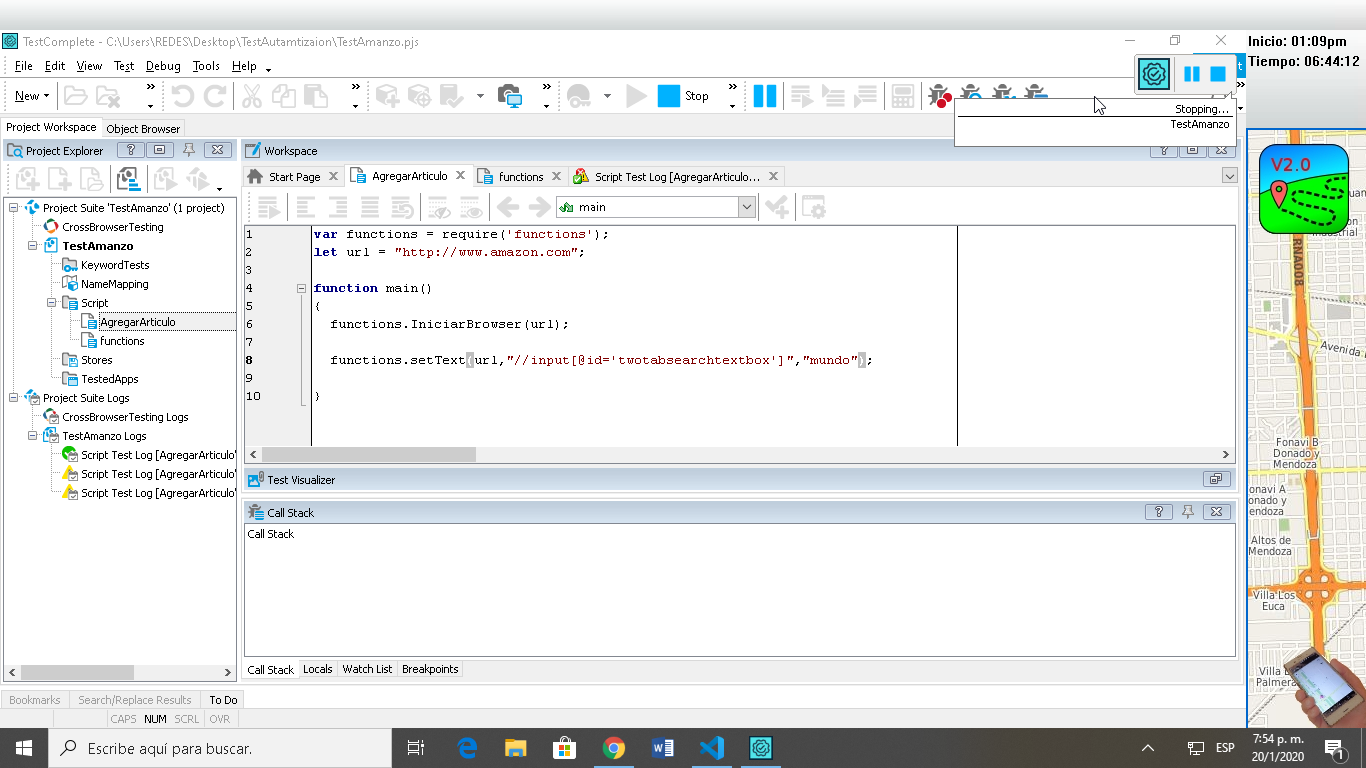 TestComplete - C:\Users\REDES\Desktop\TestAutamtizaion\TestAmanzo.pjs
Inicio: 01:09pm
Tiempo: 06:44:12
File Edit View Test Debug Tools Help
New
Stop
Stopping...
TestAmanzo
Project Workspace
Object Browser
Project Explorer
Workspace
Start Page
AgregarArticulo
functions
Script Test Log [AgregarArticulo...
main
Project Suite 'TestAmanzo' (1 project)
CrossBrowserTesting
TestAmanzo
KeywordTests
NameMapping
Script
AgregarArticulo
functions
Stores
TestedApps
Project Suite Logs
CrossBrowserTesting Logs
TestAmanzo Logs
Script Test Log [AgregarArticulo'
Script Test Log [AgregarArticulo'
Script Test Log [AgregarArticulo'
1 var functions = require('functions');
2 let url = "http://www.amazon.com";
3
4 function main()
5 {
6 functions.IniciarBrowser(url);
7
8 functions.setText(url,"//input[@id='twotabsearchtextbox']","mundo");
9
10 }
Test Visualizer
Call Stack
Call Stack
Call Stack
Locals
Watch List
Breakpoints
Bookmarks
Search/Replace Results
To Do
CAPS NUM SCRL OVR
V2.0
Industrial
RNA008
Avenida
Fonavi B
Donado y
Mendoza
onavi A
onado y
endoza
Altos de
Mendoza
Villa Los
Euca
Villa L
Palmera
Escribe aquí para buscar.
ESP
7:54 p. m.
20/1/2020
1